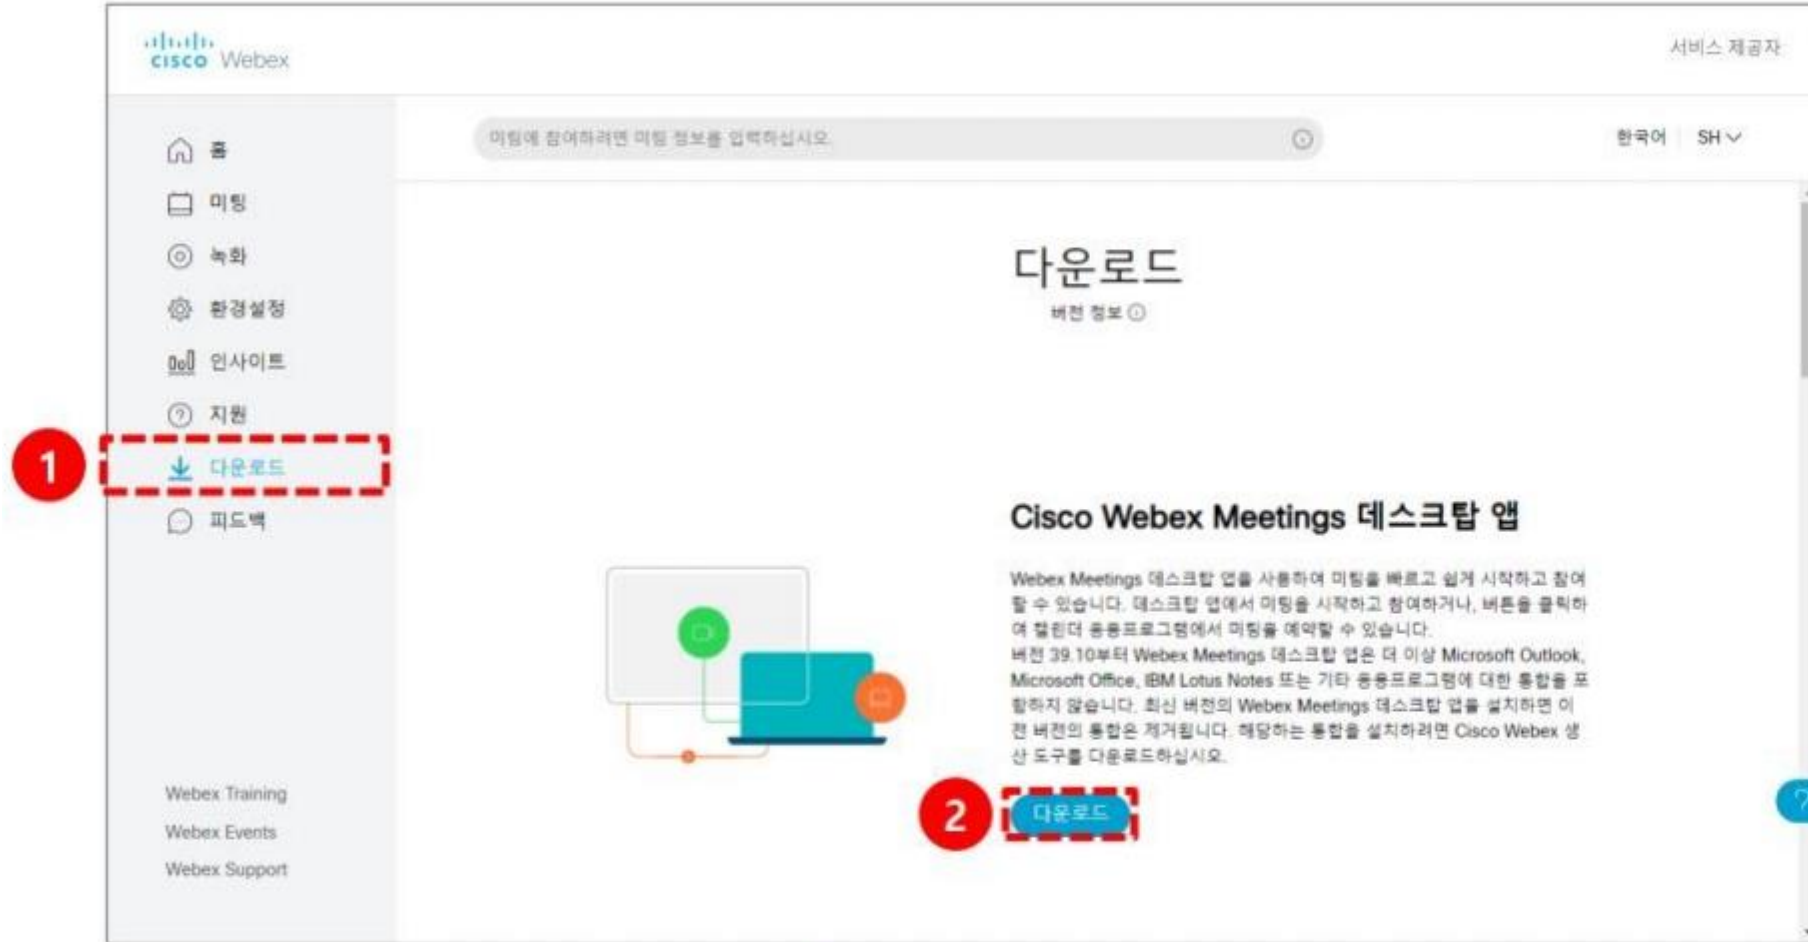 cisco Webex
서비스 제공자
미팅에 참여하려면 미팅 정보를 입력하십시오.
한국어 SH
홈
미팅
녹화
환경설정
인사이트
지원
1
다운로드
피드백
Webex Training
Webex Events
Webex Support
다운로드
버전 정보
Cisco Webex Meetings 데스크탑 앱
Webex Meetings 데스크탑 앱을 사용하여 미팅을 빠르고 쉽게 시작하고 참여
할 수 있습니다. 데스크탑 앱에서 미팅을 시작하고 참여하거나, 버튼을 클릭하
여 캘린더 응용프로그램에서 미팅을 예약할 수 있습니다.
버전 39.10부터 Webex Meetings 데스크탑 앱은 더 이상 Microsoft Outlook,
Microsoft Office, IBM Lotus Notes 또는 기타 응용프로그램에 대한 통합을 포
함하지 않습니다. 최신 버전의 Webex Meetings 데스크탑 앱을 설치하면 이
전 버전의 통합은 제거됩니다. 해당하는 통합을 설치하려면 Cisco Webex 생
산 도구를 다운로드하십시오.
2
다운로드
?